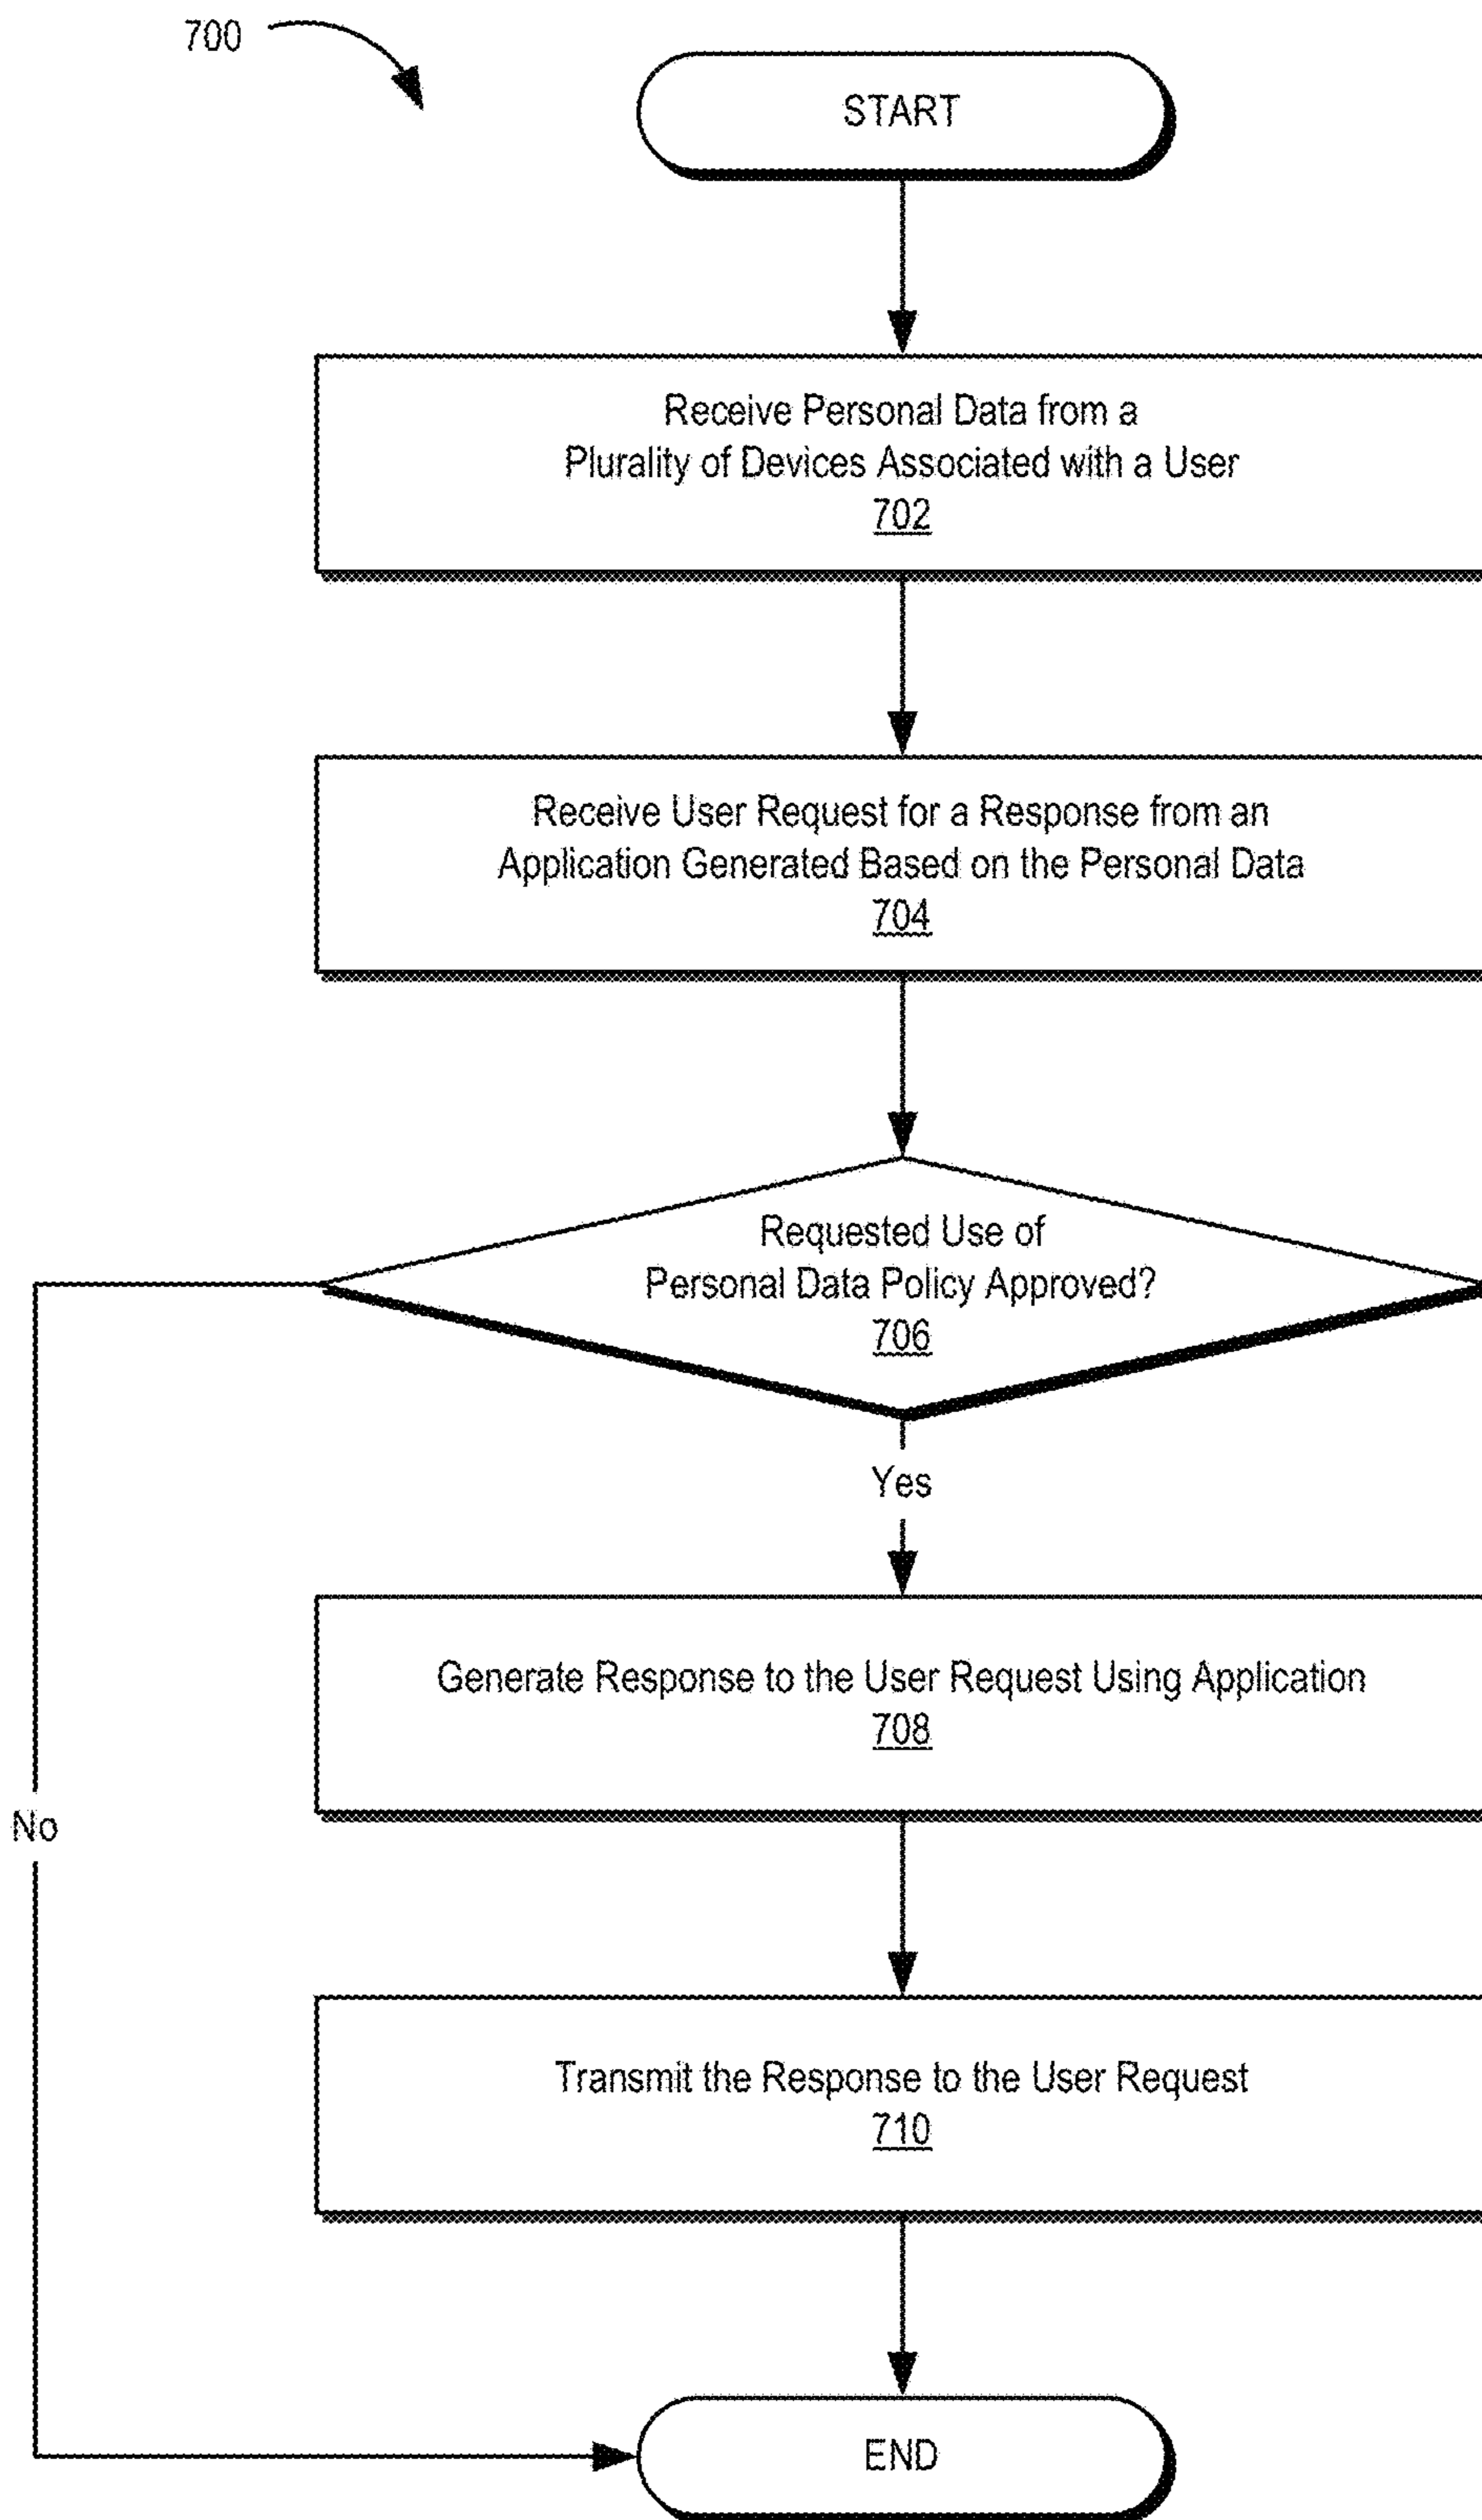 700
START
Receive Personal Data from a
Plurality of Devices Associated with a User
702
Receive User Request for a Response from an
Application Generated Based on the Personal Data
704
Requested Use of
Personal Data Policy Approved?
706
Yes
Generate Response to the User Request Using Application
708
No
Transmit the Response to the User Request
710
END